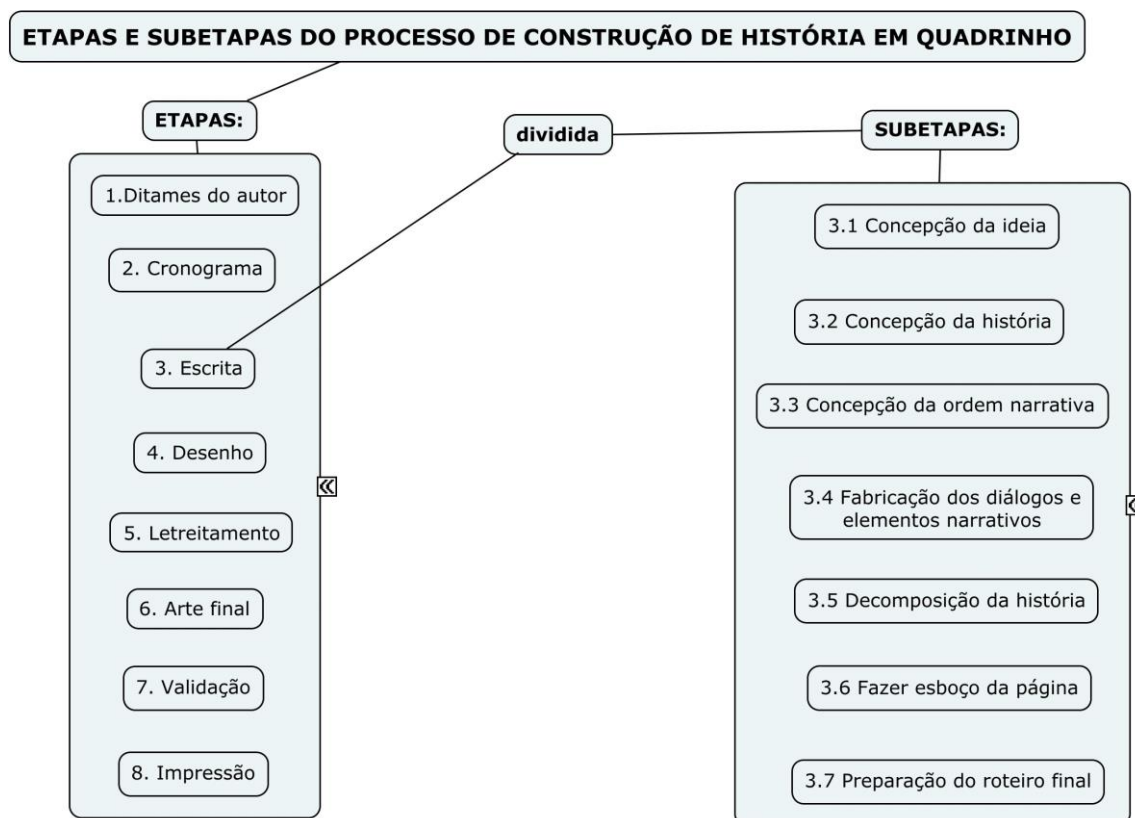 ETAPAS E SUBETAPAS DO PROCESSO DE CONSTRUÇÃO DE HISTÓRIA EM QUADRINHO
ETAPAS:
1.Ditames do autor
2. Cronograma
3. Escrita
4. Desenho
5. Letreitamento
6. Arte final
7. Validação
8. Impressão
dividida
SUBETAPAS:
3.1 Concepção da ideia
3.2 Concepção da história
3.3 Concepção da ordem narrativa
3.4 Fabricação dos diálogos e
elementos narrativos
3.5 Decomposição da história
3.6 Fazer esboço da página
3.7 Preparação do roteiro final